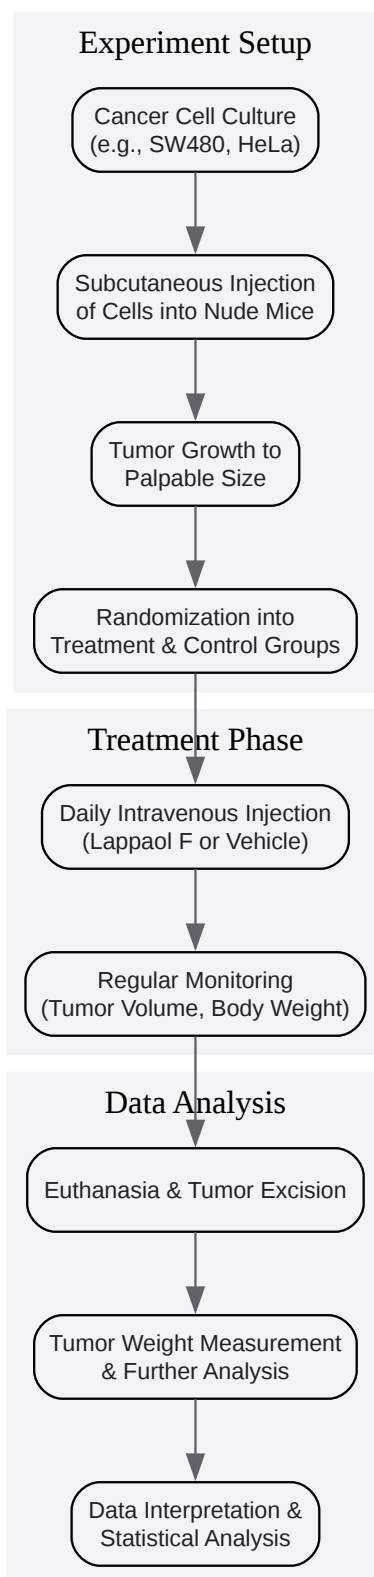 Experiment Setup
Cancer Cell Culture
(e.g., SW480, HeLa)
Subcutaneous Injection
of Cells into Nude Mice
Tumor Growth to
Palpable Size
Randomization into
Treatment & Control Groups
Treatment Phase
Daily Intravenous Injection
(Lappaol F or Vehicle)
Regular Monitoring
(Tumor Volume, Body Weight)
Data Analysis
Euthanasia & Tumor Excision
Tumor Weight Measurement
& Further Analysis
Data Interpretation &
Statistical Analysis